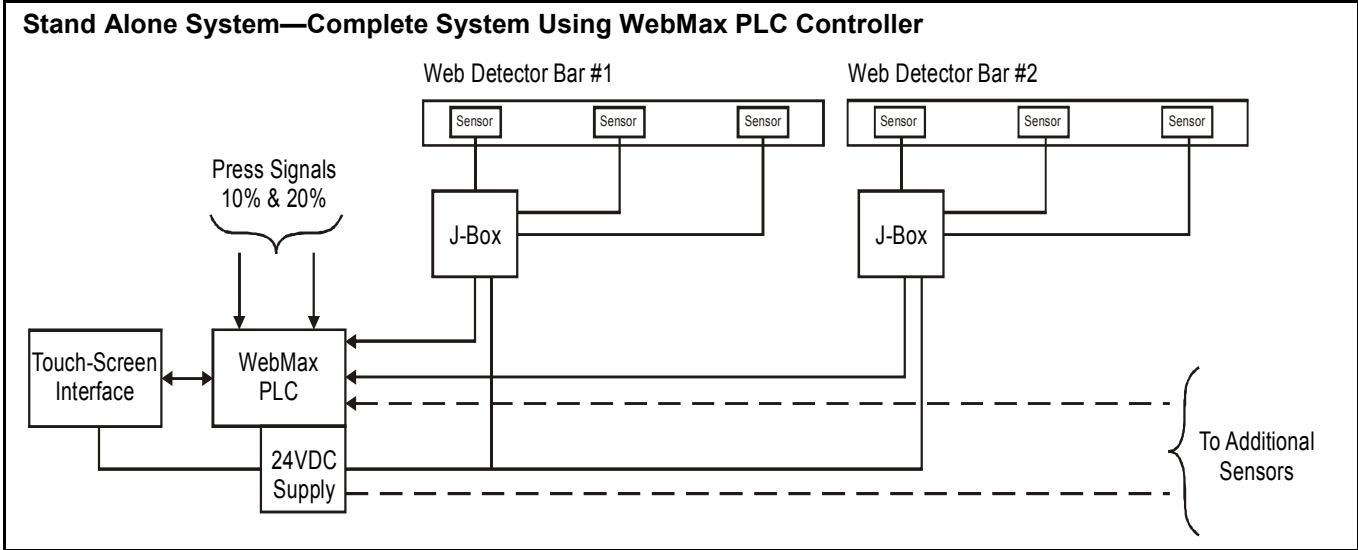 Stand Alone System—Complete System Using WebMax PLC Controller
Web Detector Bar #1
Web Detector Bar #2
Sensor
Sensor
Sensor
Sensor
Sensor
Sensor
Press Signals
10% & 20%
J-Box
J-Box
Touch-Screen
Interface
WebMax
PLC
24VDC
Supply
To Additional
Sensors